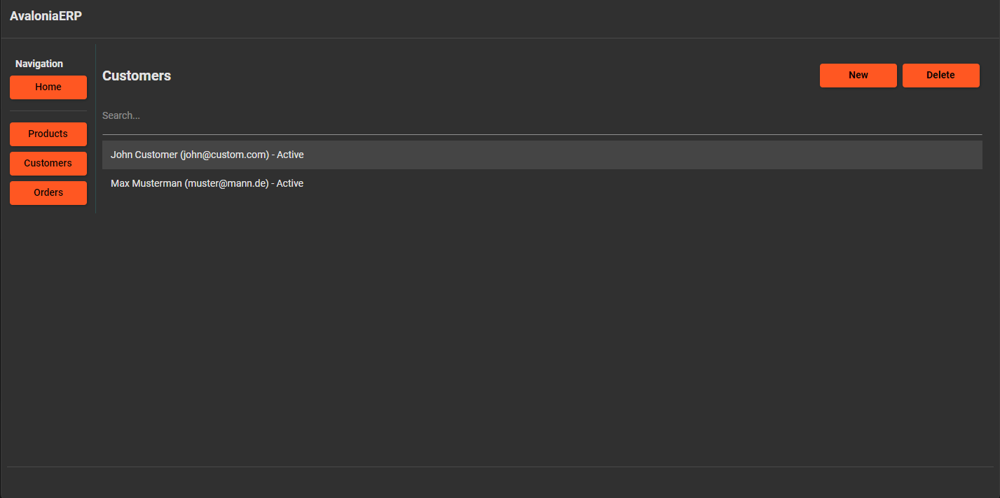 AvaloniaERP
Navigation
Home
Products
Customers
Orders
Customers
New
Delete
Search...
John Customer (john@custom.com) - Active
Max Musterman (muster@mann.de) - Active